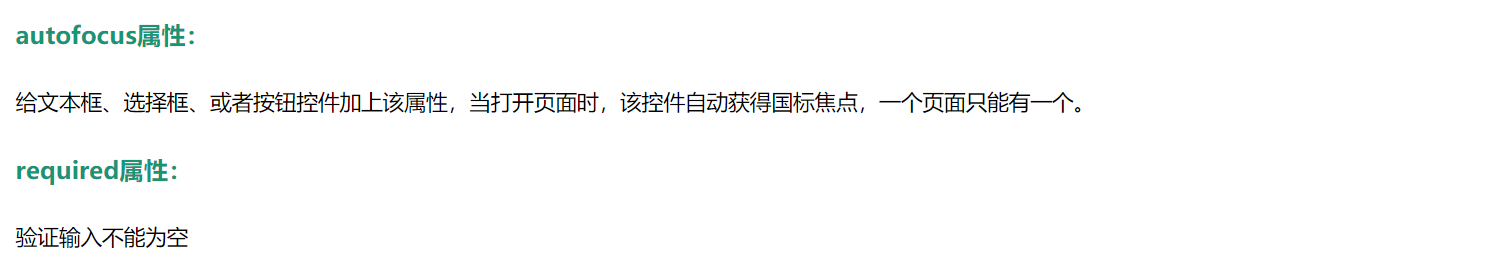 autofocus属性：
给文本框、选择框、或者按钮控件加上该属性，当打开页面时，该控件自动获得国标焦点，一个页面只能有一个。
required属性：
验证输入不能为空